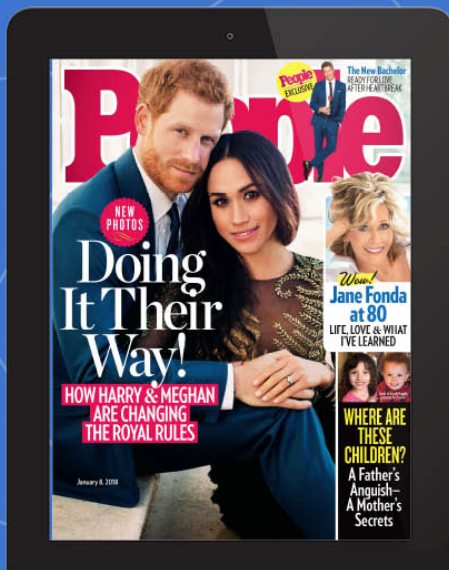 People
People
EXCLUSIVE
The New Bachelor
READY FOR LOVE
AFTER HEARTBREAK
NEW
PHOTOS
Doing
It Their
Way!
HOW HARRY & MEGHAN
ARE CHANGING
THE ROYAL RULES
January 8, 2018
Wow!
Jane Fonda
at 80
LIFE, LOVE & WHAT
I'VE LEARNED
WHERE ARE
THESE
CHILDREN?
A Father's
Anguish–
A Mother's
Secrets